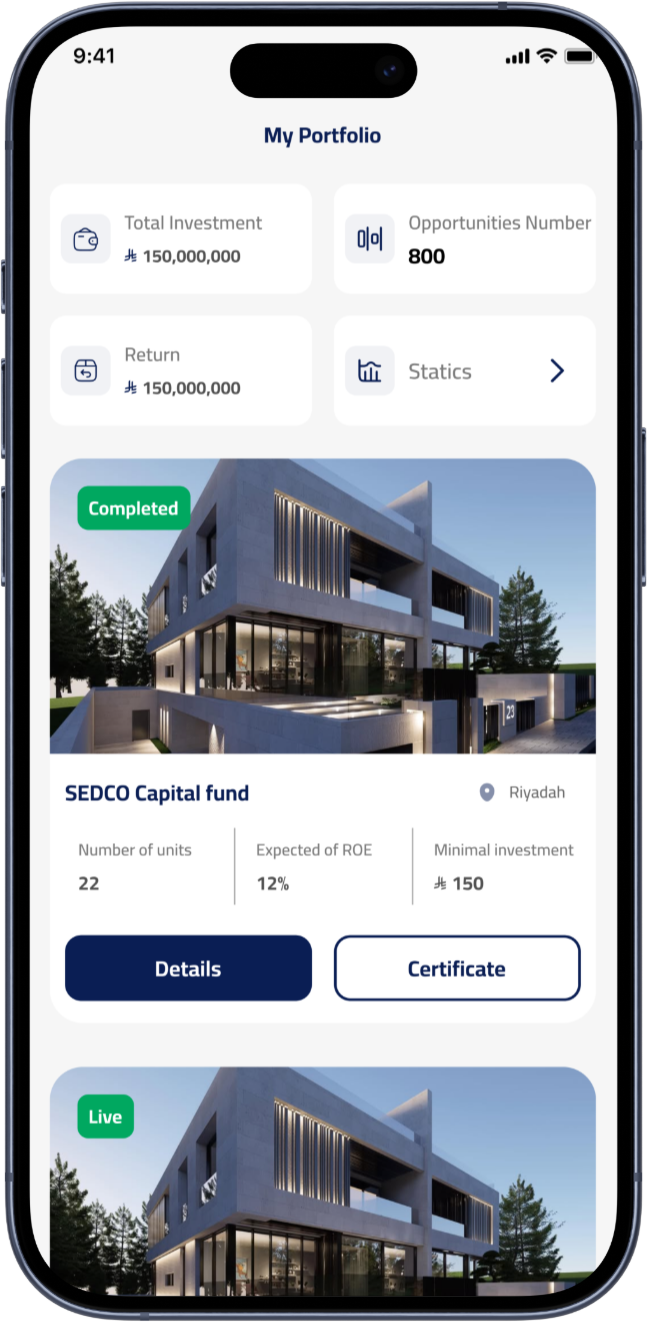 9:41
My Portfolio
Total Investment
150,000,000
Opportunities Number
800
Return
150,000,000
Statics
Completed
23
SEDCO Capital fund
Riyadah
Number of units
22
Expected of ROE
12%
Minimal investment
150
Details
Certificate
Live